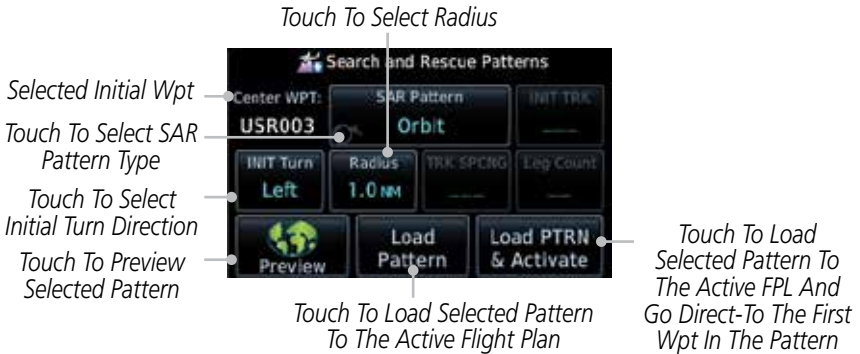 Touch To Select Radius
Search and Rescue Patterns
Selected Initial Wpt
Center WPT:
USR003
SAR Pattern
Orbit
INIT TRK
Touch To Select SAR
Pattern Type
INIT Turn
Left
Radius
1.0 NM
TRK SPCNG
Leg Count
Touch To Select
Initial Turn Direction
Touch To Preview
Selected Pattern
Preview
Load
Pattern
Load PTRN
& Activate
Touch To Load Selected Pattern
To The Active Flight Plan
Touch To Load
Selected Pattern To
The Active FPL And
Go Direct-To The First
Wpt In The Pattern